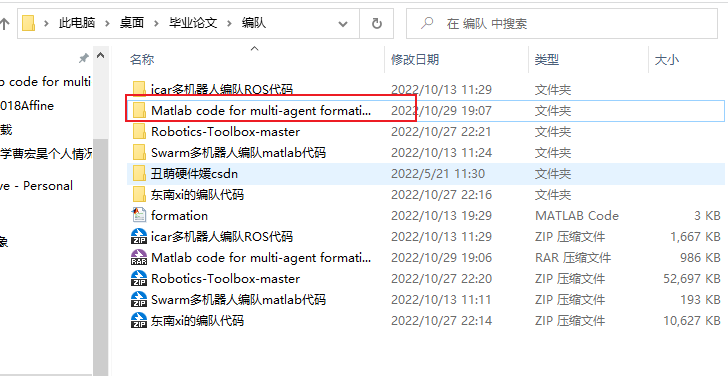 此电脑 › 桌面 › 毕业论文 › 编队
在 编队 中搜索
名称 修改日期 类型 大小
icar多机器人编队ROS代码 2022/10/13 11:29 文件夹
Matlab code for multi-agent formati... 2022/10/29 19:07 文件夹
Robotics-Toolbox-master 2022/10/27 22:21 文件夹
Swarm多机器人编队matlab代码 2022/10/13 11:24 文件夹
丑萌硬件媛csdn 2022/5/21 11:30 文件夹
东南xi的编队代码 2022/10/27 22:16 文件夹
formation 2022/10/13 19:29 MATLAB Code 3 KB
ZIP icar多机器人编队ROS代码 2022/10/13 11:29 ZIP 压缩文件 1,667 KB
RAR Matlab code for multi-agent formati... 2022/10/29 19:06 RAR 压缩文件 986 KB
ZIP Robotics-Toolbox-master 2022/10/27 22:20 ZIP 压缩文件 52,697 KB
ZIP Swarm多机器人编队matlab代码 2022/10/13 11:11 ZIP 压缩文件 193 KB
ZIP 东南xi的编队代码 2022/10/27 22:14 ZIP 压缩文件 10,627 KB
lab code for mult
018Affine
载
学曹宏昊个人情况
ve - Personal
象